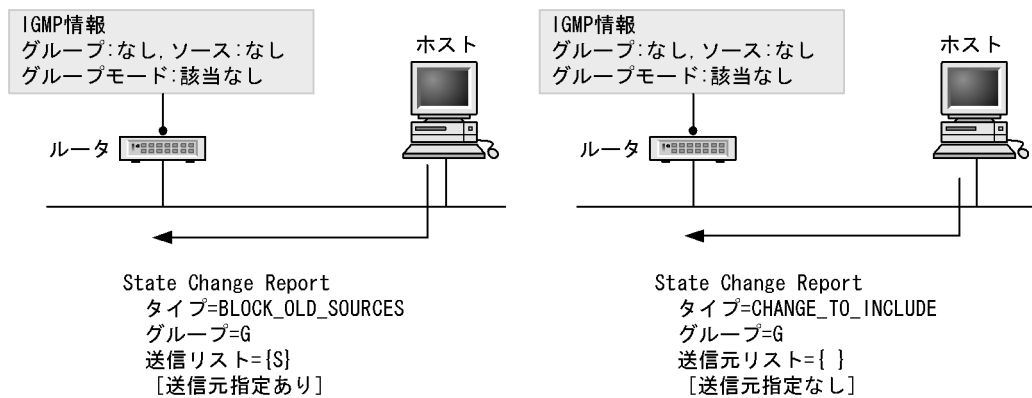 IGMP情報
グループ:なし, ソース:なし
グループモード:該当なし
ホスト
ルータ
State Change Report
タイプ=BLOCK_OLD_SOURCES
グループ=G
送信リスト={S}
[送信元指定あり]
IGMP情報
グループ:なし, ソース:なし
グループモード:該当なし
ホスト
ルータ
State Change Report
タイプ=CHANGE_TO_INCLUDE
グループ=G
送信元リスト={ }
[送信元指定なし]